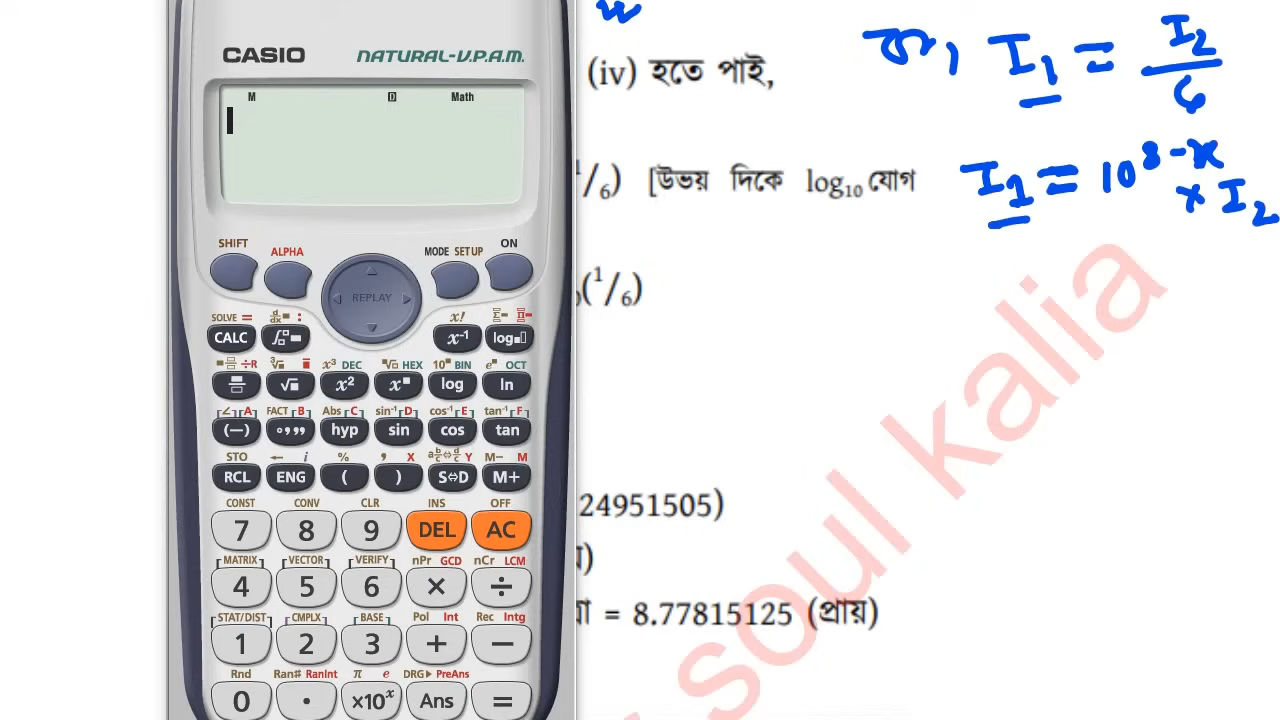 CASIO NATURAL-V.P.A.M.
M D Math
SHIFT ALPHA REPLAY MODE SETUP ON
SOLVE = d/dx : x! Σ Π
CALC ∫ x⁻¹ log
÷R ³√ x³ DEC √ HEX 10 BIN e OCT
√ x² x log ln
∠ A FACT B Abs C sin⁻¹ D cos⁻¹ E tan⁻¹ F
(−) ° , ,, hyp sin cos tan
STO ← i % , X a b/c ⇔ d/c Y M− M
RCL ENG ( ) S⇔D M+
CONST CONV CLR INS OFF
7 8 9 DEL AC
MATRIX VECTOR VERIFY nPr GCD nCr LCM
4 5 6 × ÷
STAT/DIST CMPLX BASE Pol Int Rec Intg
1 2 3 + −
Rnd Ran# RanInt π e DRG▶ PreAns
0 . ×10ˣ Ans =
(iv) হতে পাই,
/₆) [উভয় দিকে log₁₀ যোগ
(¹/₆)
24951505)
= 8.77815125 (প্রায়)
বা, I₁ = I₂/6
I₁ = 10⁸⁻ˣ × I₂
soul kalia